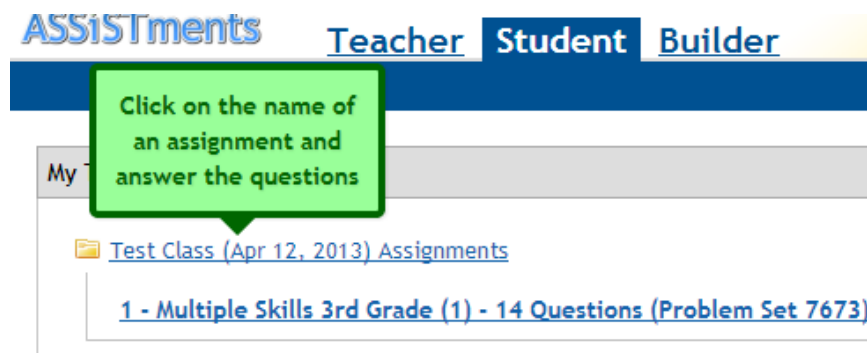 ASSiSTments
Teacher Student Builder
Click on the name of
an assignment and
answer the questions
My
Test Class (Apr 12, 2013) Assignments
1 - Multiple Skills 3rd Grade (1) - 14 Questions (Problem Set 7673)